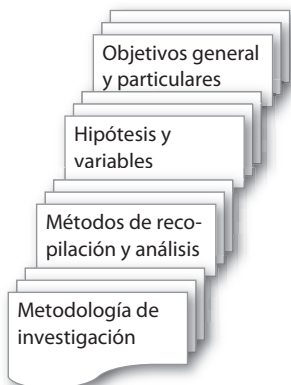 Objetivos general
y particulares
Hipótesis y
variables
Métodos de reco-
pilación y análisis
Metodología de
investigación